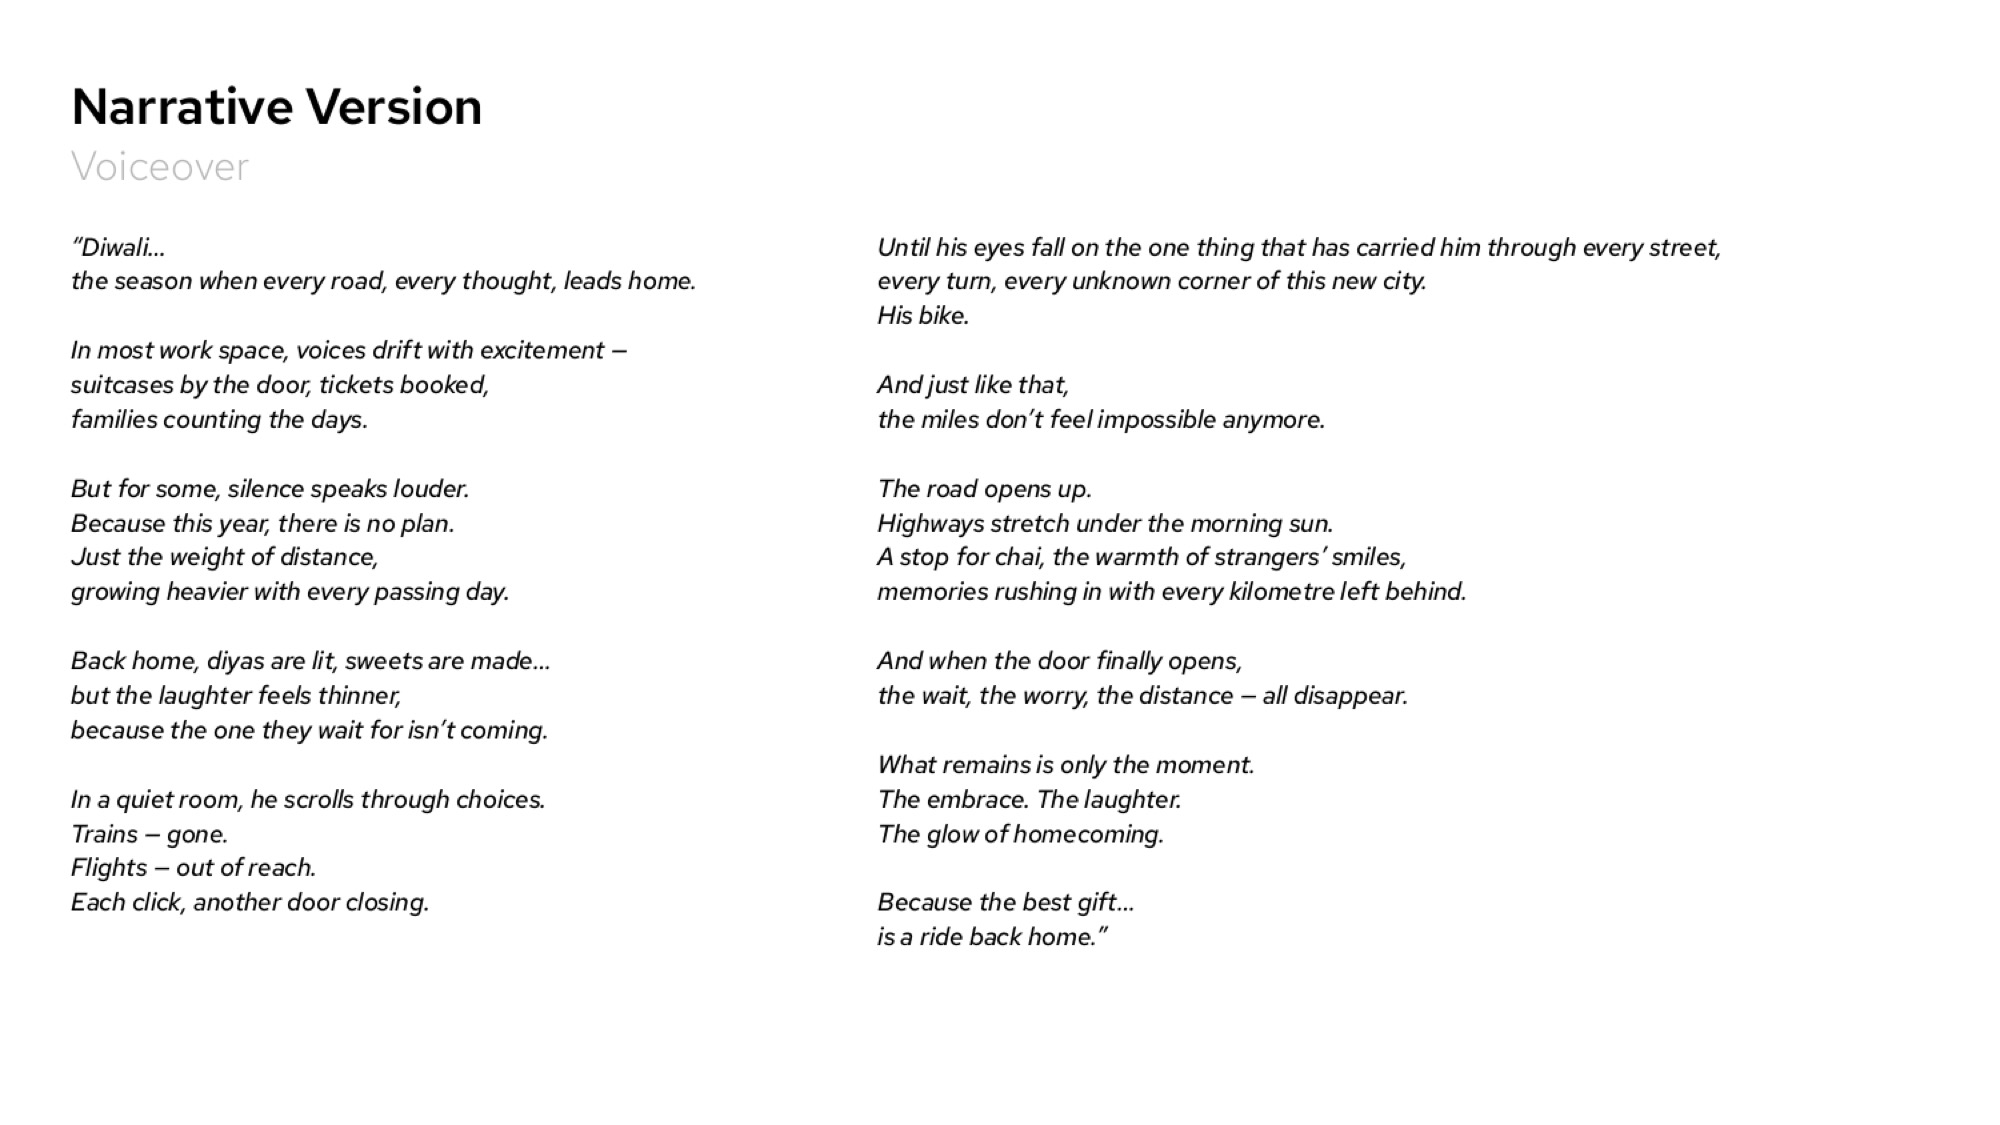 Narrative Version
Voiceover
“Diwali...
the season when every road, every thought, leads home.
In most work space, voices drift with excitement –
suitcases by the door, tickets booked,
families counting the days.
But for some, silence speaks louder.
Because this year, there is no plan.
Just the weight of distance,
growing heavier with every passing day.
Back home, diyas are lit, sweets are made...
but the laughter feels thinner,
because the one they wait for isn’t coming.
In a quiet room, he scrolls through choices.
Trains – gone.
Flights – out of reach.
Each click, another door closing.
Until his eyes fall on the one thing that has carried him through every street,
every turn, every unknown corner of this new city.
His bike.
And just like that,
the miles don’t feel impossible anymore.
The road opens up.
Highways stretch under the morning sun.
A stop for chai, the warmth of strangers’ smiles,
memories rushing in with every kilometre left behind.
And when the door finally opens,
the wait, the worry, the distance – all disappear.
What remains is only the moment.
The embrace. The laughter.
The glow of homecoming.
Because the best gift...
is a ride back home.”